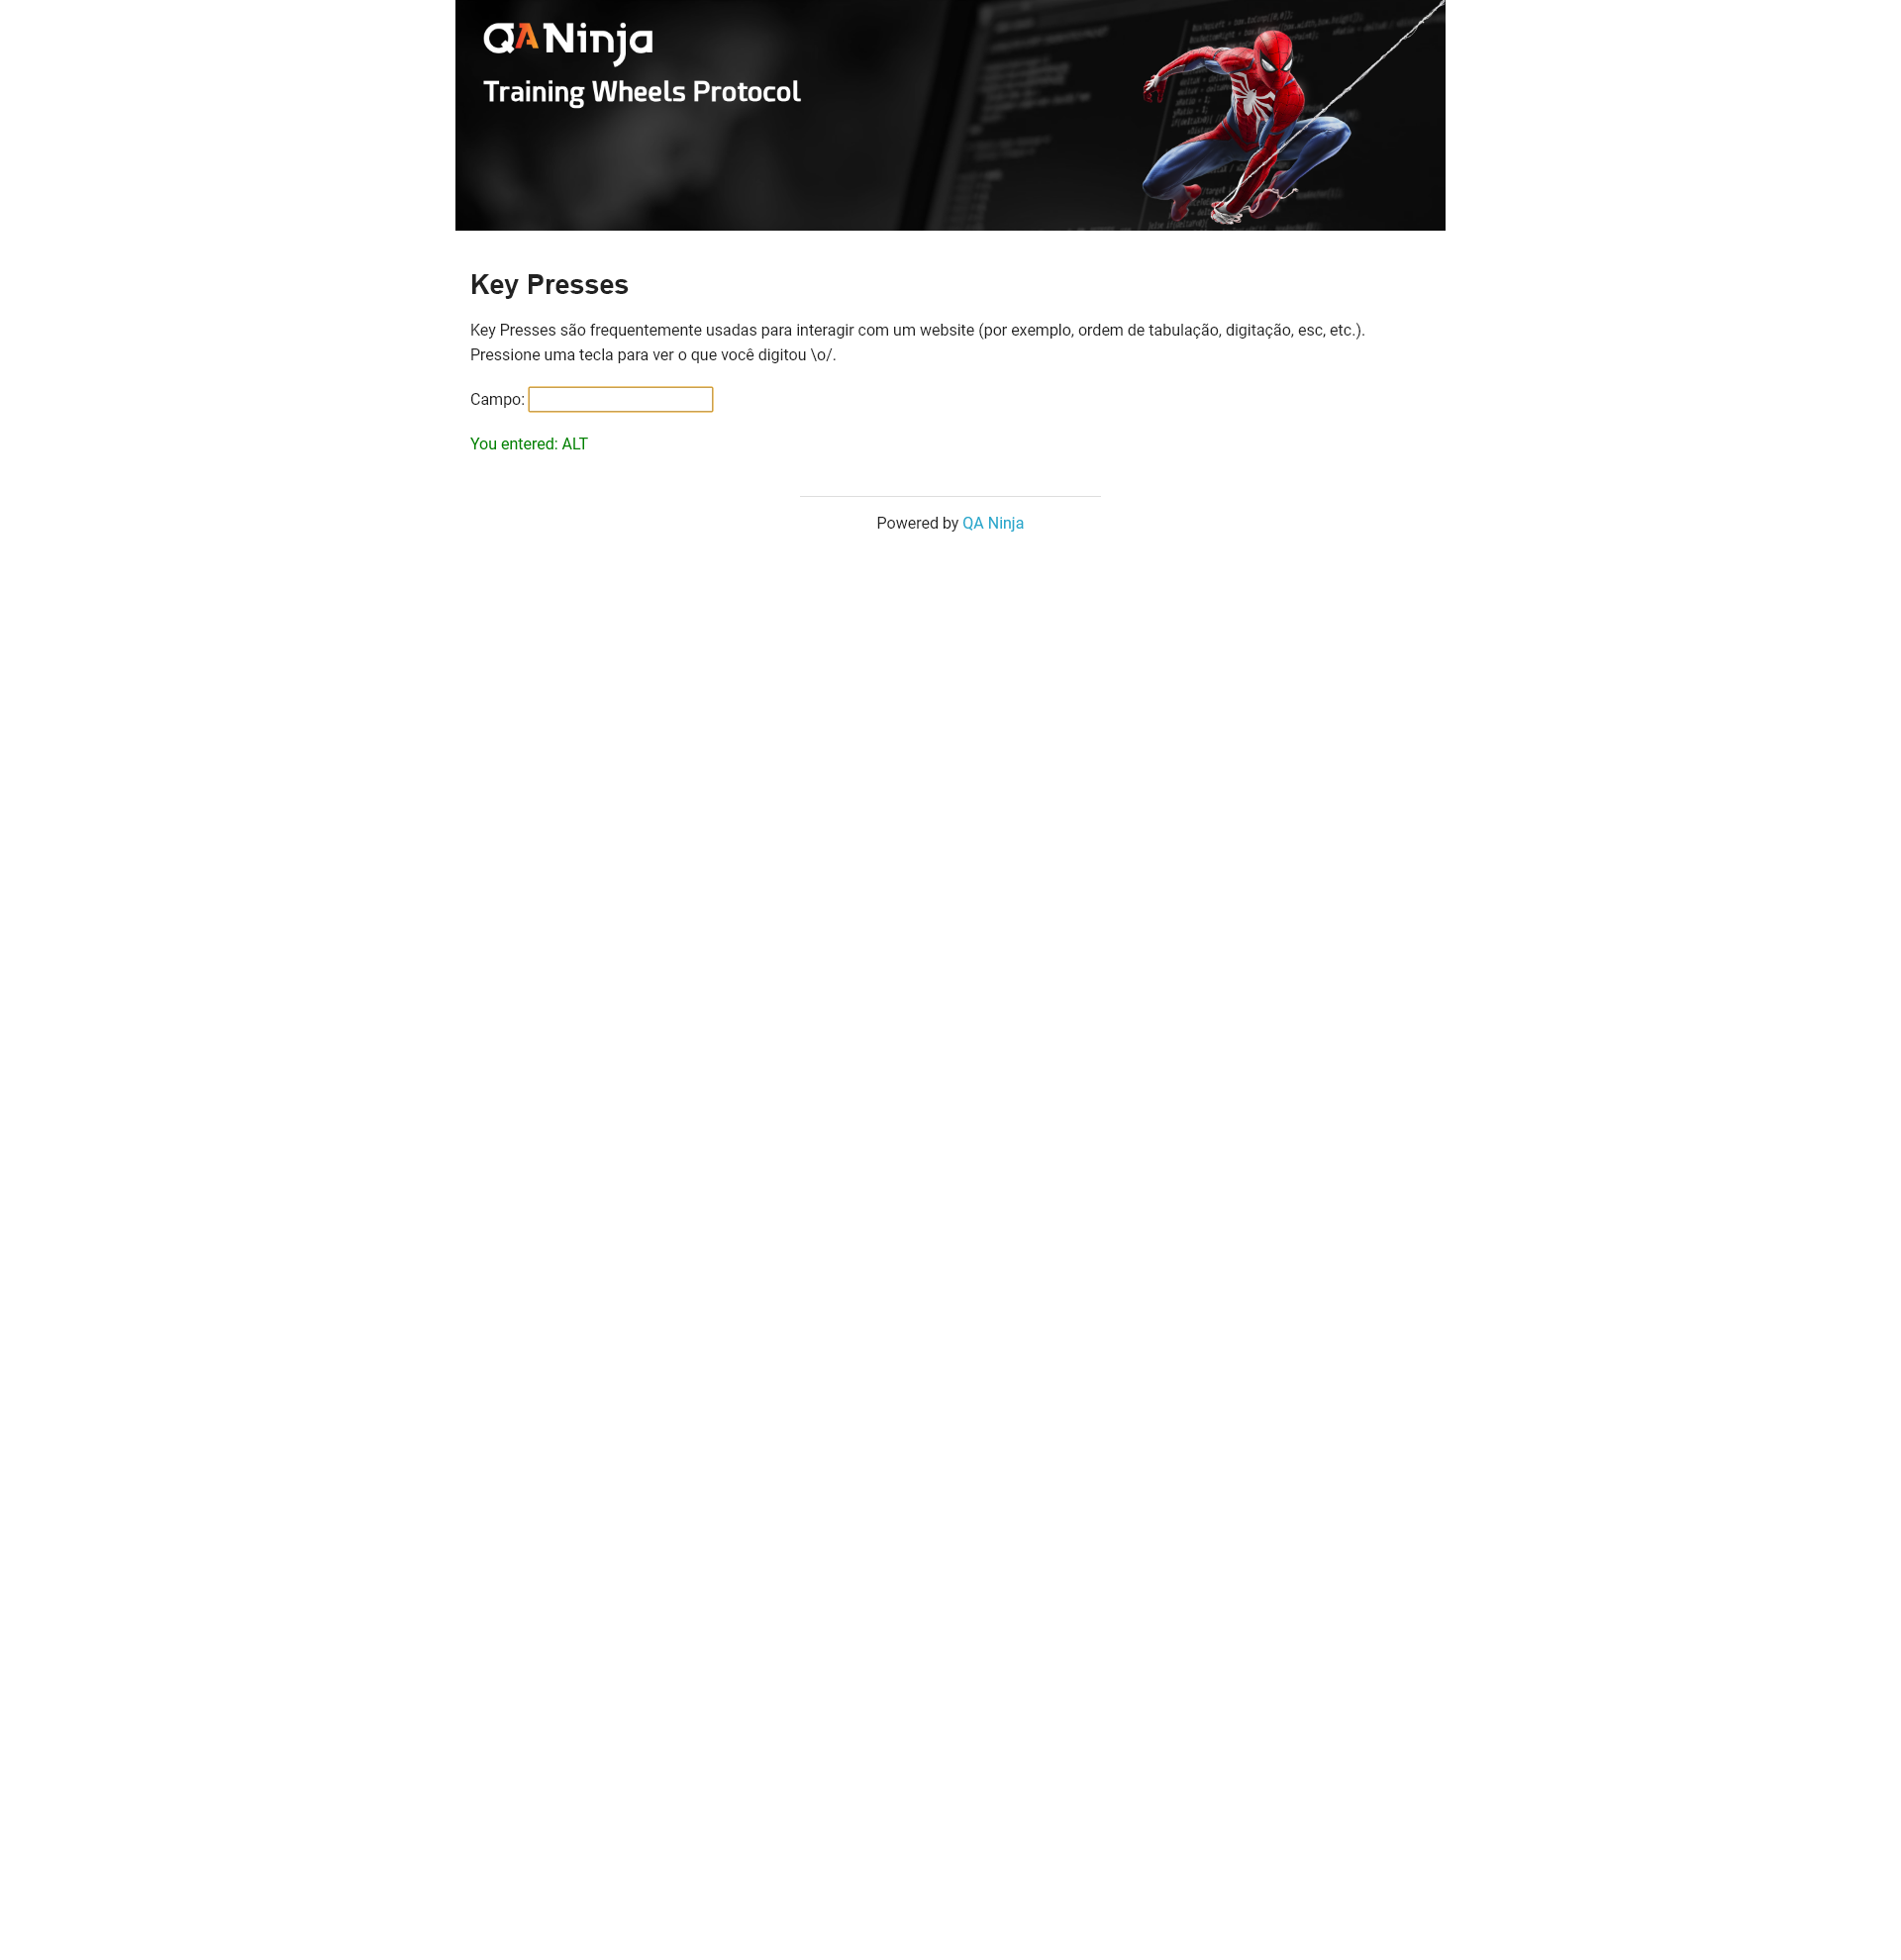 QA Ninja
Training Wheels Protocol
Key Presses
Key Presses são frequentemente usadas para interagir com um website (por exemplo, ordem de tabulação, digitação, esc, etc.).
Pressione uma tecla para ver o que você digitou \o/.
Campo:
You entered: ALT
Powered by QA Ninja